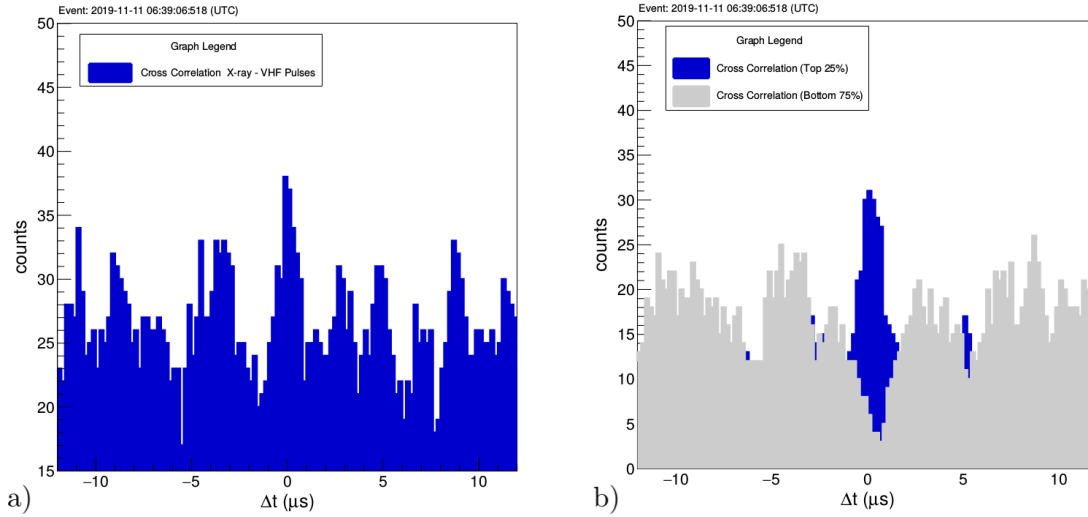 Event: 2019-11-11 06:39:06:518 (UTC)
Graph Legend
Cross Correlation X-ray - VHF Pulses
counts
50
45
40
35
30
25
20
15
−10
−5
0
5
10
Δt (μs)
a)
Event: 2019-11-11 06:39:06:518 (UTC)
Graph Legend
Cross Correlation (Top 25%)
Cross Correlation (Bottom 75%)
counts
50
45
40
35
30
25
20
15
10
5
0
−10
−5
0
5
10
Δt (μs)
b)